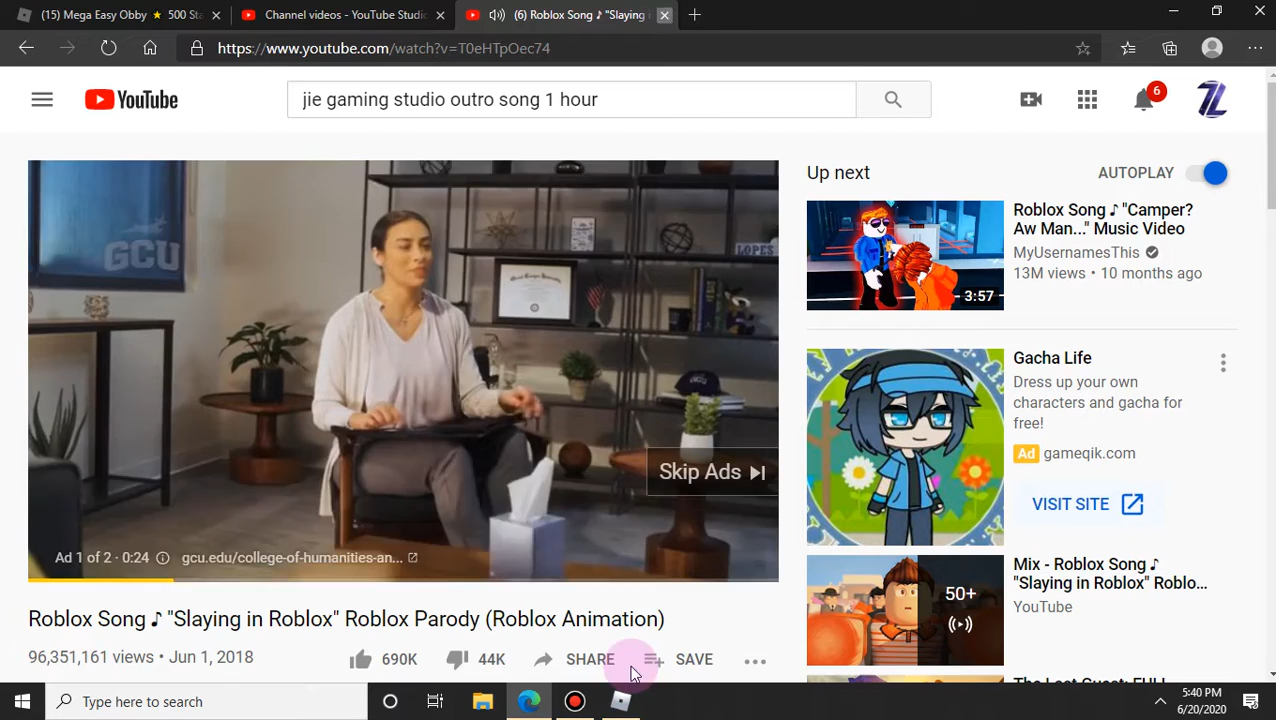 (15) Mega Easy Obby ★ 500 Sta
Channel videos - YouTube Studio
(6) Roblox Song ♪ "Slaying i
https://www.youtube.com/watch?v=T0eHTpOec74
YouTube
jie gaming studio outro song 1 hour
6
GCU
LOPES
GCU
Skip Ads
Ad 1 of 2 · 0:24
gcu.edu/college-of-humanities-an...
Roblox Song ♪ "Slaying in Roblox" Roblox Parody (Roblox Animation)
96,351,161 views • Jun 1, 2018
690K
44K
SHARE
SAVE
Up next
AUTOPLAY
Roblox Song ♪ "Camper?
Aw Man..." Music Video
MyUsernamesThis
13M views • 10 months ago
3:57
Gacha Life
Dress up your own
characters and gacha for
free!
Ad gameqik.com
VISIT SITE
50+
Mix - Roblox Song ♪
"Slaying in Roblox" Roblo...
YouTube
The Last Guest: FULL
Type here to search
5:40 PM
6/20/2020